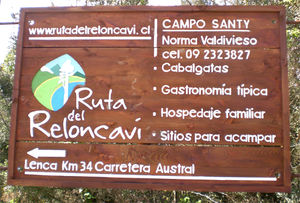 www.rutadelreloncavi.cl
CAMPO SANTY
Norma Valdivieso
cel. 09 2323827
• Cabalgatas
• Gastronomía típica
• Hospedaje familiar
• Sitios para acampar
Ruta
del
Reloncaví
Lenca Km 34 Carretera Austral